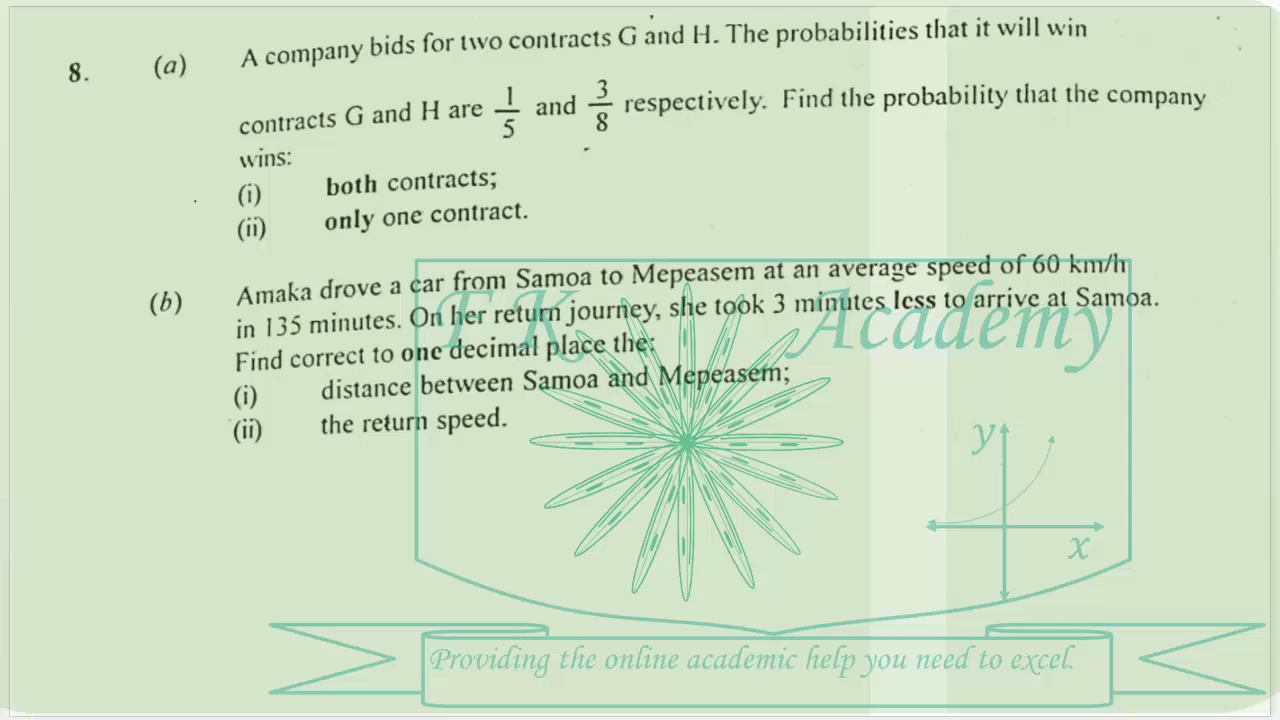 8. (a) A company bids for two contracts G and H. The probabilities that it will win
contracts G and H are 1/5 and 3/8 respectively. Find the probability that the company
wins:
(i) both contracts;
(ii) only one contract.
(b) Amaka drove a car from Samoa to Mepeasem at an average speed of 60 km/h
in 135 minutes. On her return journey, she took 3 minutes less to arrive at Samoa.
Find correct to one decimal place the:
(i) distance between Samoa and Mepeasem;
(ii) the return speed.
F K Academy
y
x
Providing the online academic help you need to excel.